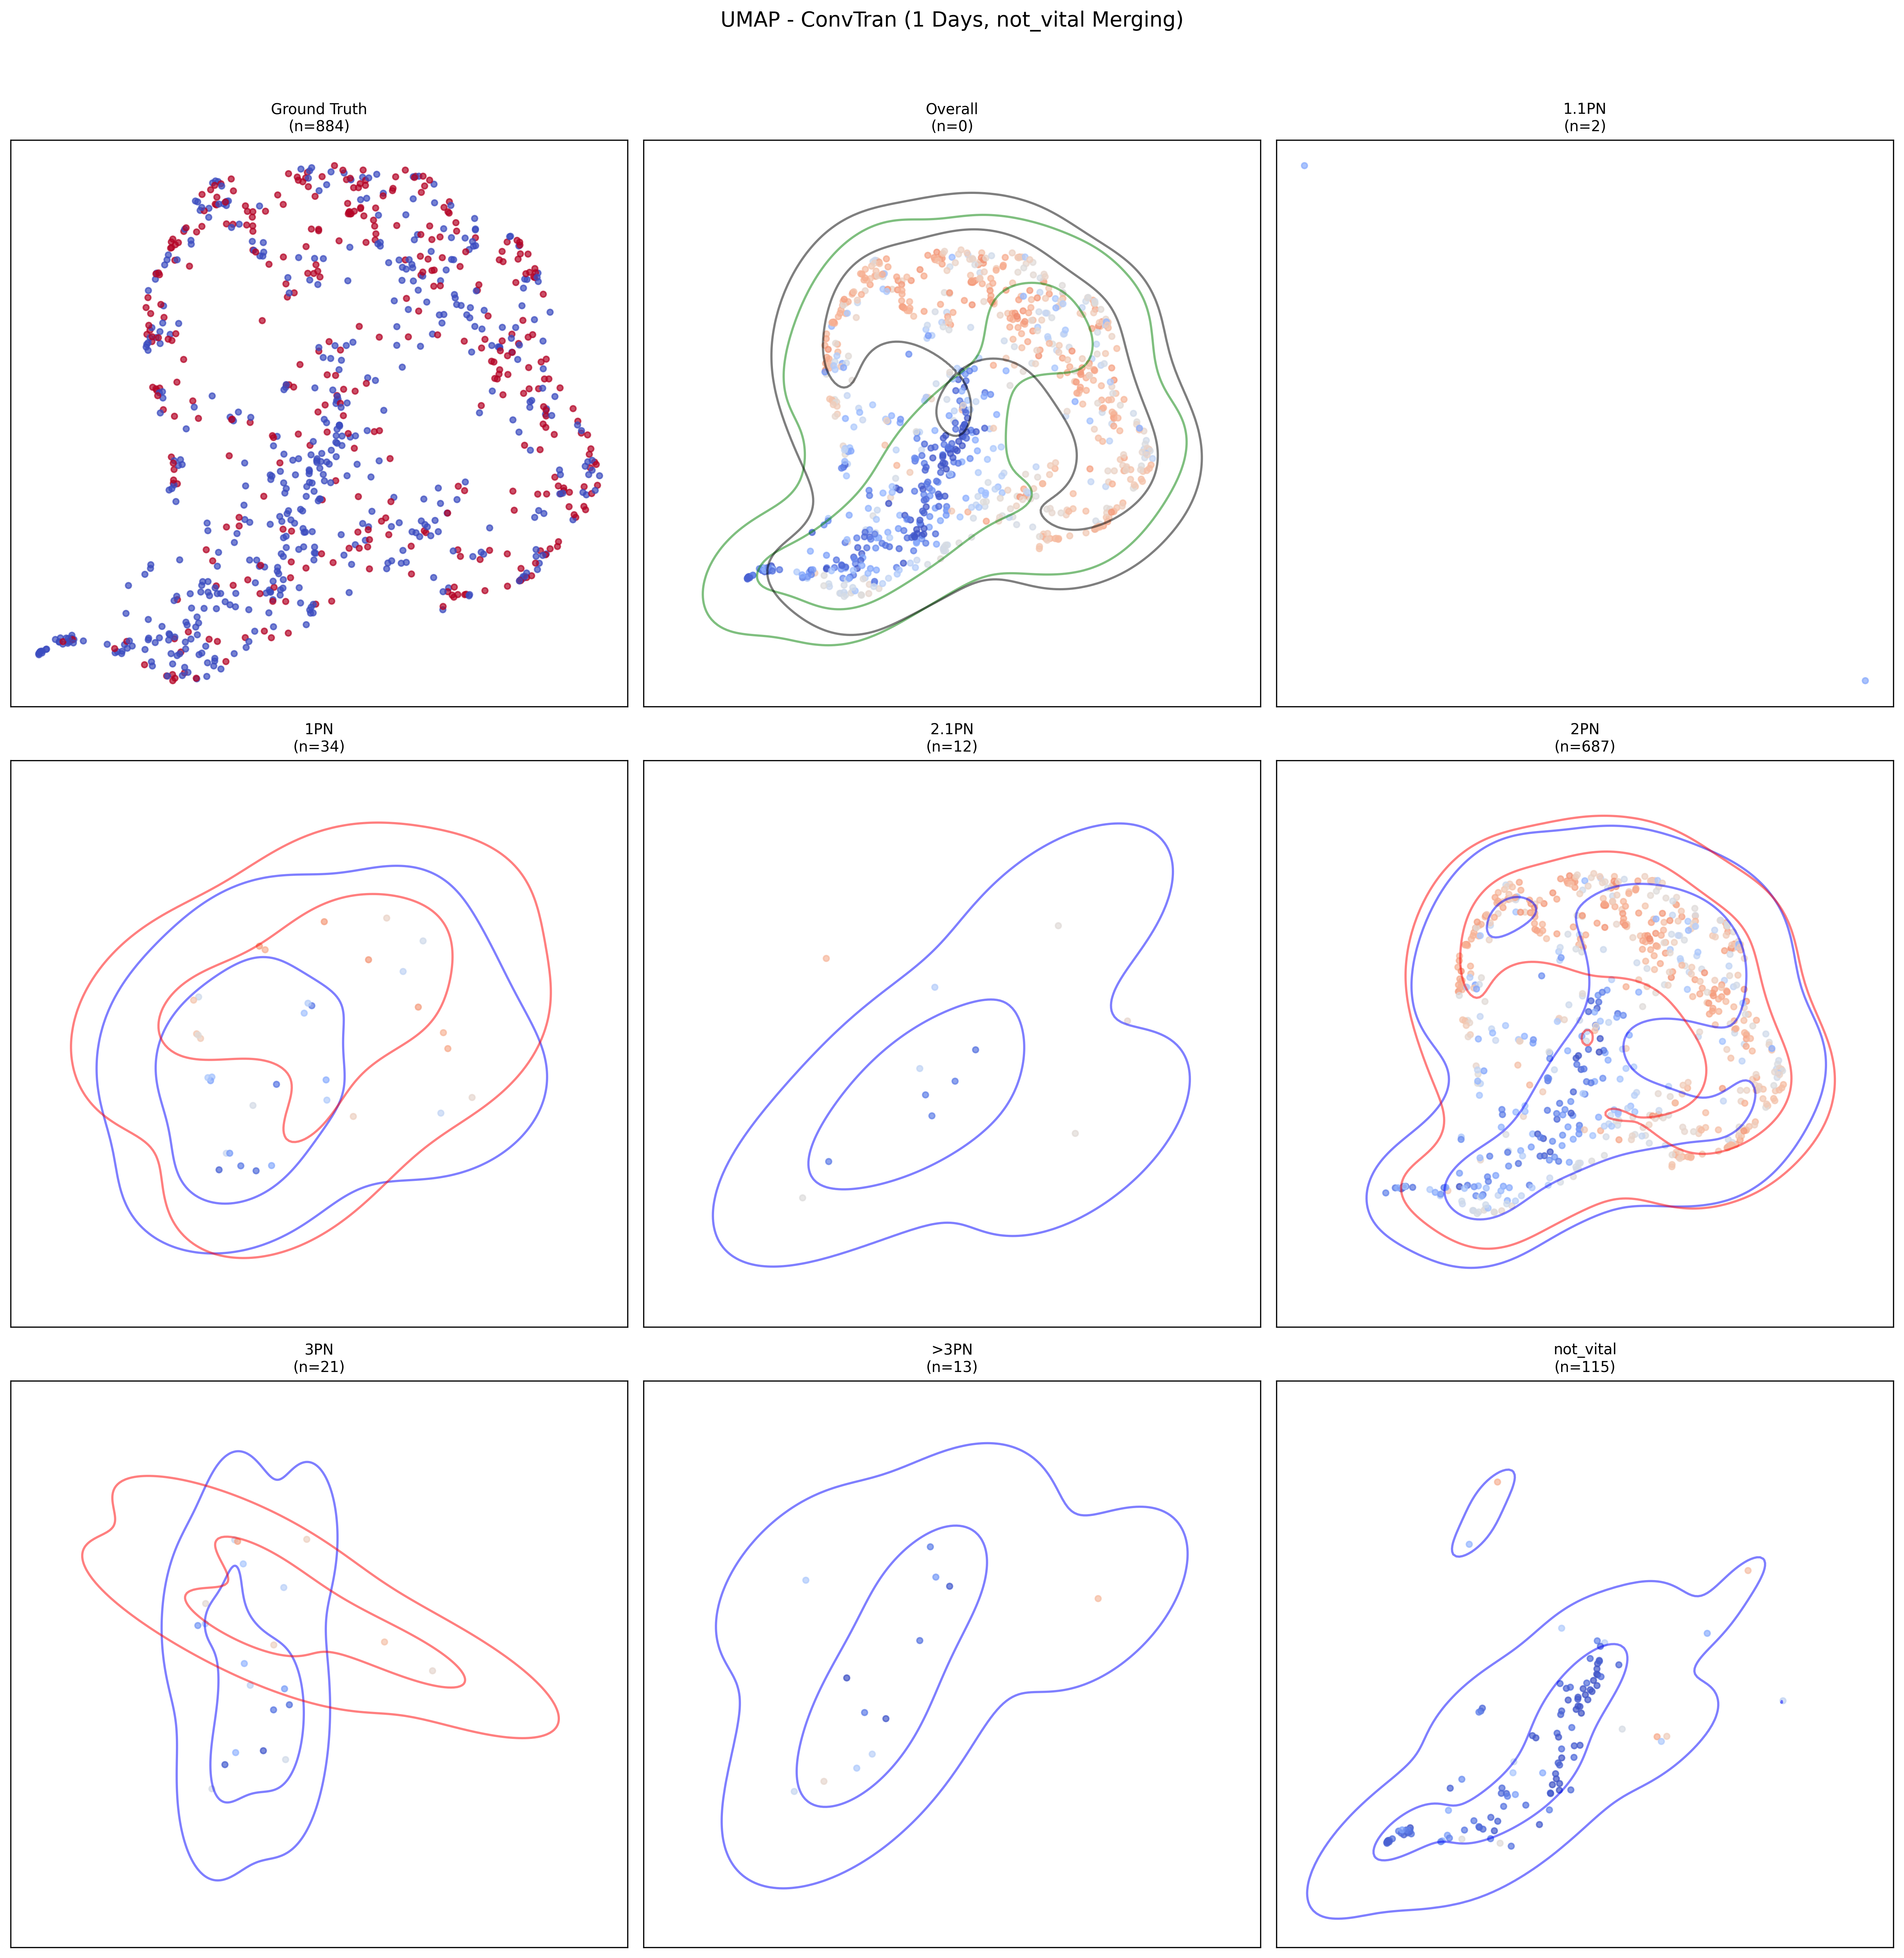 UMAP - ConvTran (1 Days, not_vital Merging)
Ground Truth
(n=884)
Overall
(n=0)
1.1PN
(n=2)
1PN
(n=34)
2.1PN
(n=12)
2PN
(n=687)
3PN
(n=21)
>3PN
(n=13)
not_vital
(n=115)